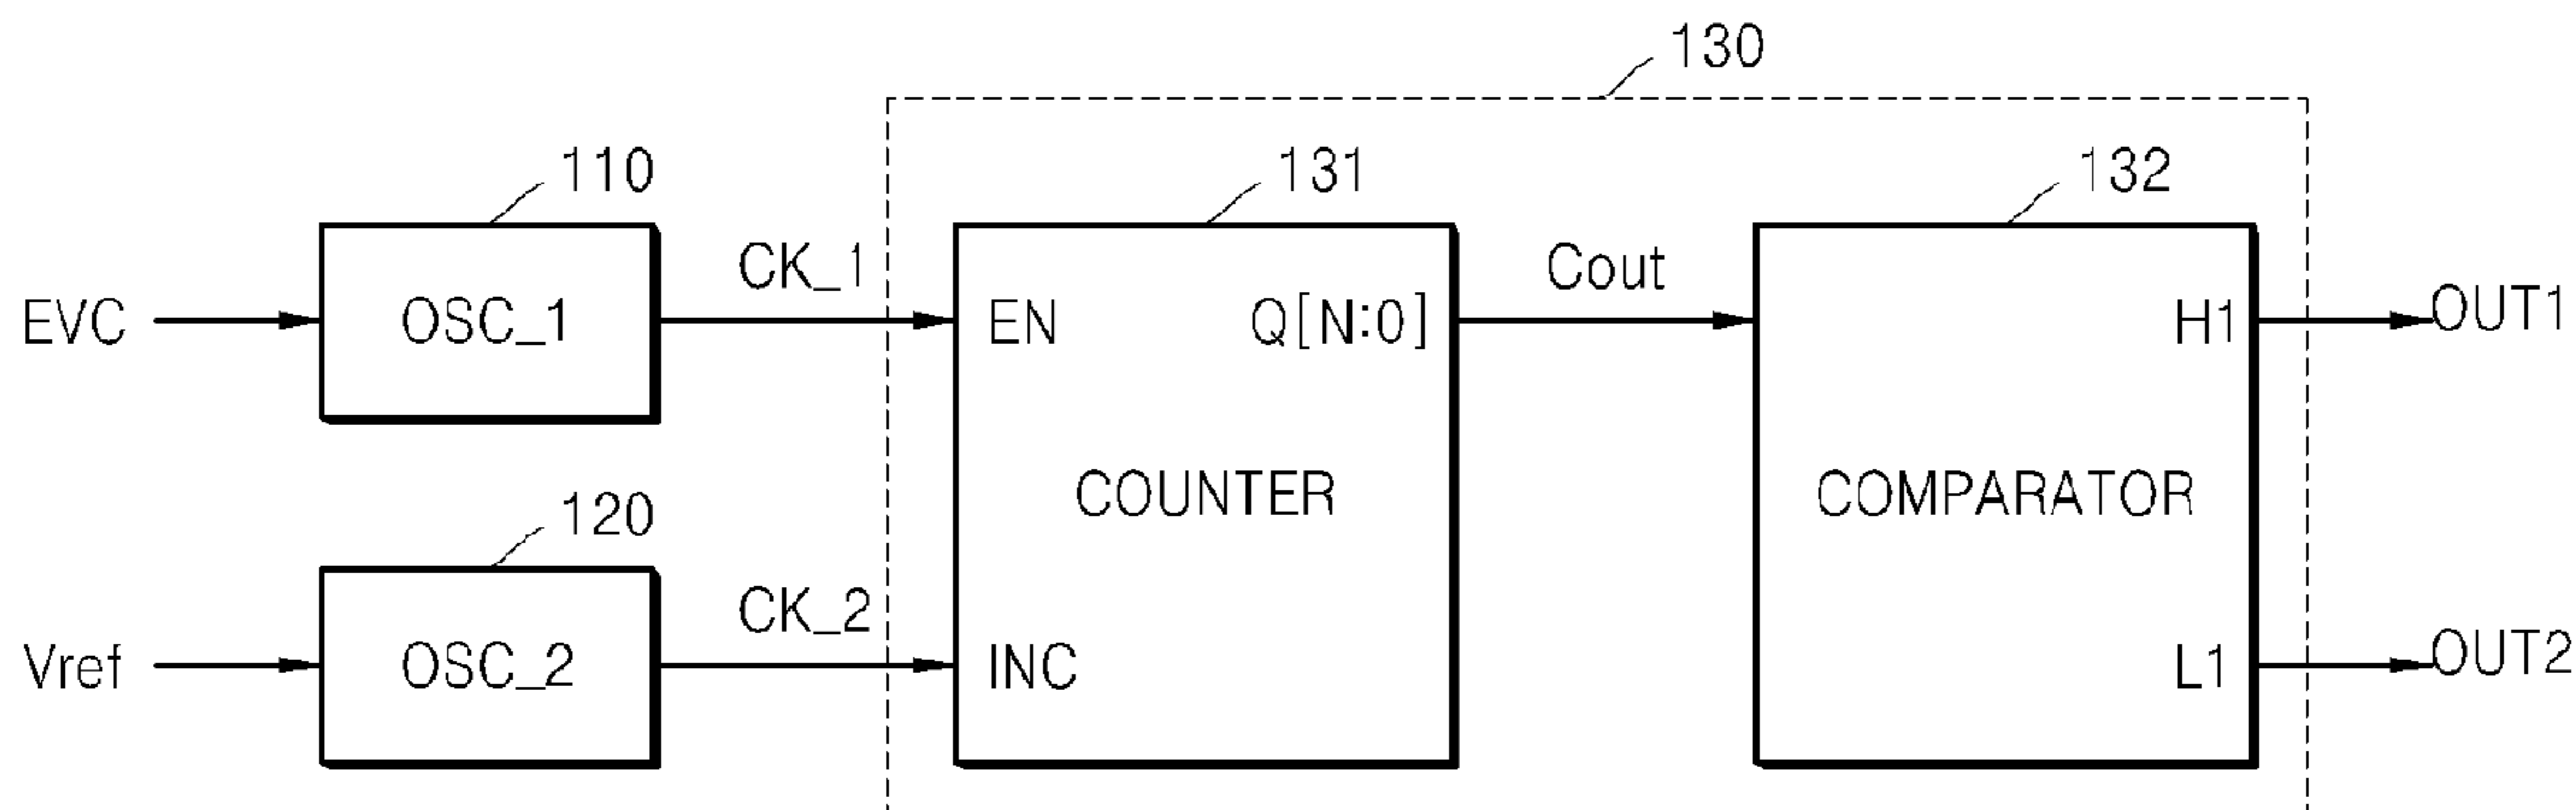 130
110
131
132
EVC
OSC_1
CK_1
EN
Q[N:0]
Cout
H1
OUT1
COUNTER
COMPARATOR
120
Vref
OSC_2
CK_2
INC
L1
OUT2